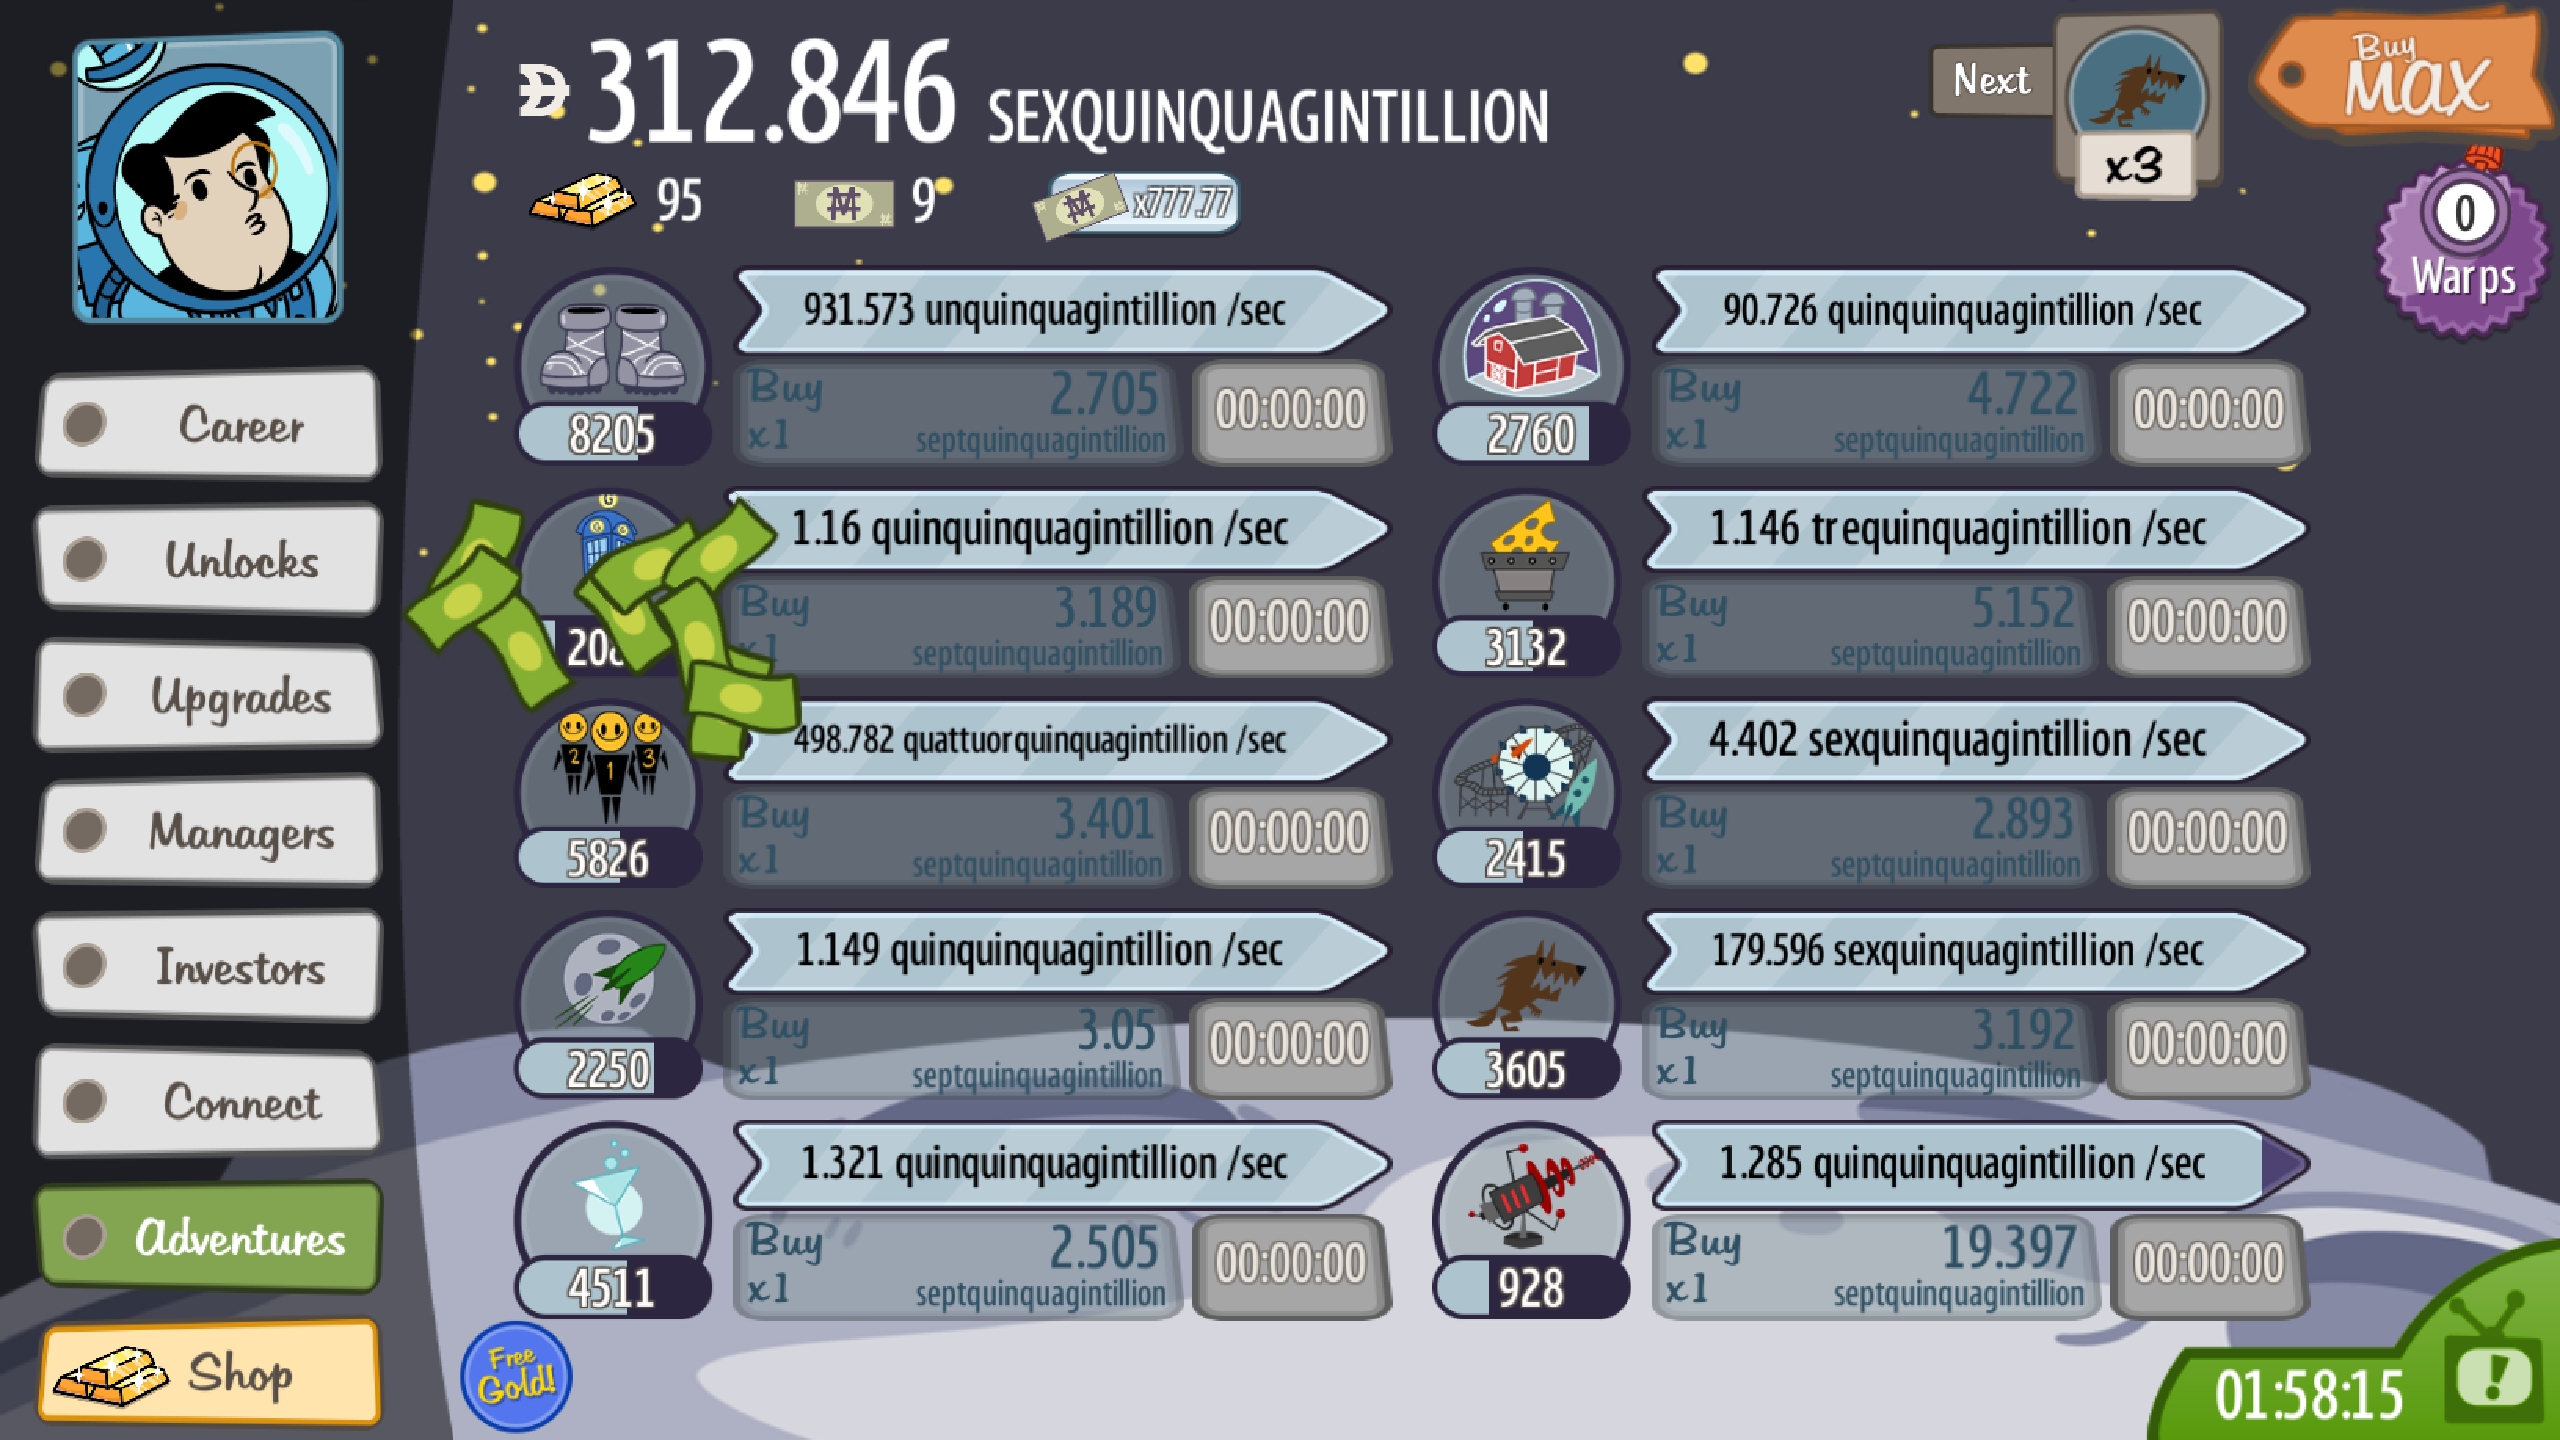 312.846 SEXQUINQUAGINTILLION
Next
x3
Buy
MAX
95
9
x777.77
0
Warps
Career
Unlocks
Upgrades
Managers
Investors
Connect
Adventures
Shop
931.573 unquinquagintillion /sec
8205
Buy
x1
2.705
septquinquagintillion
00:00:00
90.726 quinquinquagintillion /sec
2760
Buy
x1
4.722
septquinquagintillion
00:00:00
1.16 quinquinquagintillion /sec
Buy
3.189
septquinquagintillion
00:00:00
1.146 trequinquagintillion /sec
3132
Buy
x1
5.152
septquinquagintillion
00:00:00
498.782 quattuorquinquagintillion /sec
2
1
3
5826
Buy
x1
3.401
septquinquagintillion
00:00:00
4.402 sexquinquagintillion /sec
2415
Buy
x1
2.893
septquinquagintillion
00:00:00
1.149 quinquinquagintillion /sec
2250
Buy
x1
3.05
septquinquagintillion
00:00:00
179.596 sexquinquagintillion /sec
3605
Buy
x1
3.192
septquinquagintillion
00:00:00
1.321 quinquinquagintillion /sec
4511
Buy
x1
2.505
septquinquagintillion
00:00:00
1.285 quinquinquagintillion /sec
928
Buy
x1
19.397
septquinquagintillion
00:00:00
Free
Gold!
01:58:15
!